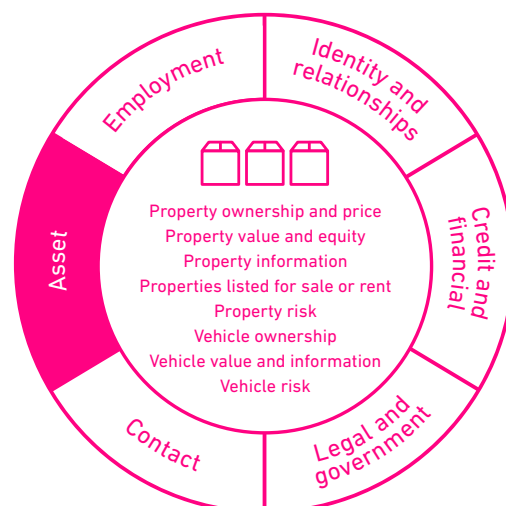 Employment
Identity and
relationships
Property ownership and price
Property value and equity
Property information
Properties listed for sale or rent
Property risk
Vehicle ownership
Vehicle value and information
Vehicle risk
Asset
Credit and
financial
Contact
Legal and
government